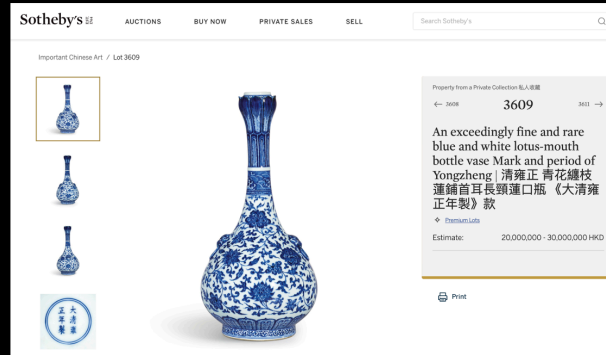 Sotheby's EST. 1744
AUCTIONS BUY NOW PRIVATE SALES SELL
Search Sotheby's
Important Chinese Art / Lot 3609
Property from a Private Collection 私人收藏
← 3608 3609 3611 →
An exceedingly fine and rare
blue and white lotus-mouth
bottle vase Mark and period of
Yongzheng | 清雍正 青花纏枝
蓮鋪首耳長頸蓮口瓶 《大清雍
正年製》 款
Premium Lots
Estimate: 20,000,000 - 30,000,000 HKD
Print
大清雍
正年製